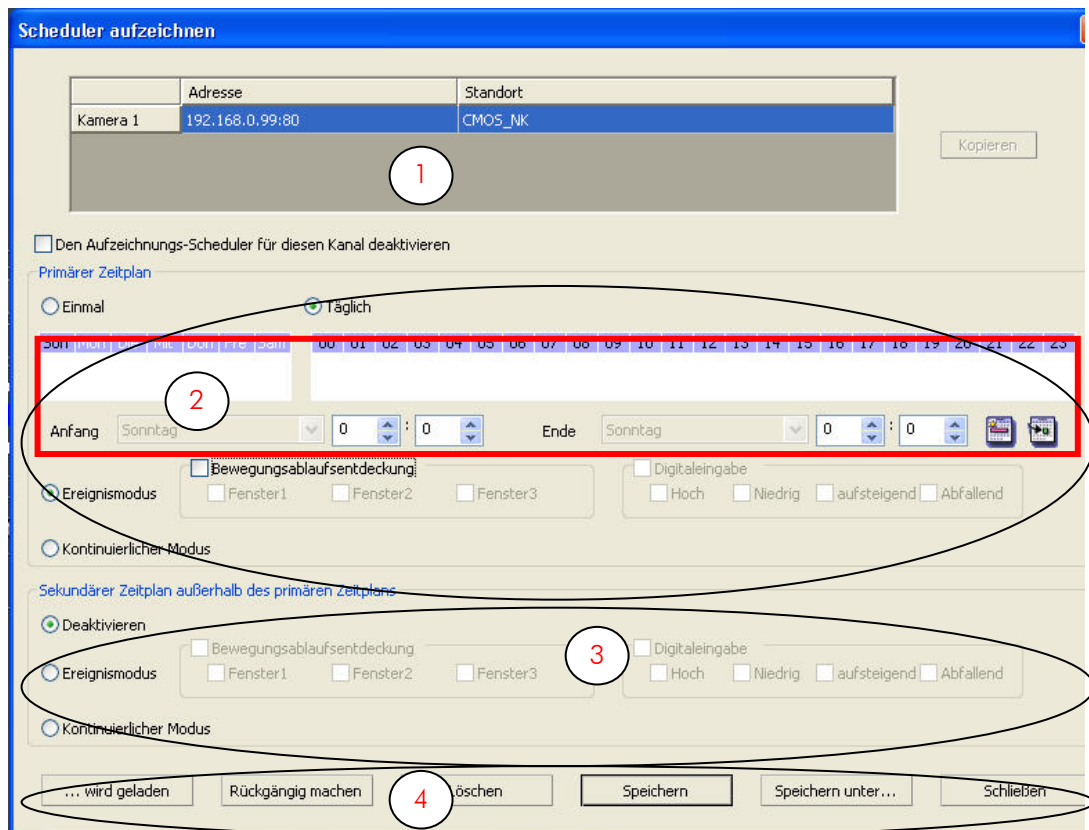 Scheduler aufzeichnen
Adresse Standort
Kamera 1 192.168.0.99:80 CMOS_NK
Kopieren
1
Den Aufzeichnungs-Scheduler für diesen Kanal deaktivieren
Primärer Zeitplan
Einmal Täglich
Son Mon Die Mit Don Fre Sam 00 01 02 03 04 05 06 07 08 09 10 11 12 13 14 15 16 17 18 19 20 21 22 23
2
Anfang Sonntag 0 : 0 Ende Sonntag 0 : 0
Bewegungsablaufsentdeckung Digitaleingabe
Ereignismodus Fenster1 Fenster2 Fenster3 Hoch Niedrig aufsteigend Abfallend
Kontinuierlicher Modus
Sekundärer Zeitplan außerhalb des primären Zeitplans
Deaktivieren
Bewegungsablaufsentdeckung 3 Digitaleingabe
Ereignismodus Fenster1 Fenster2 Fenster3 Hoch Niedrig aufsteigend Abfallend
Kontinuierlicher Modus
... wird geladen Rückgängig machen 4 Löschen Speichern Speichern unter... Schließen